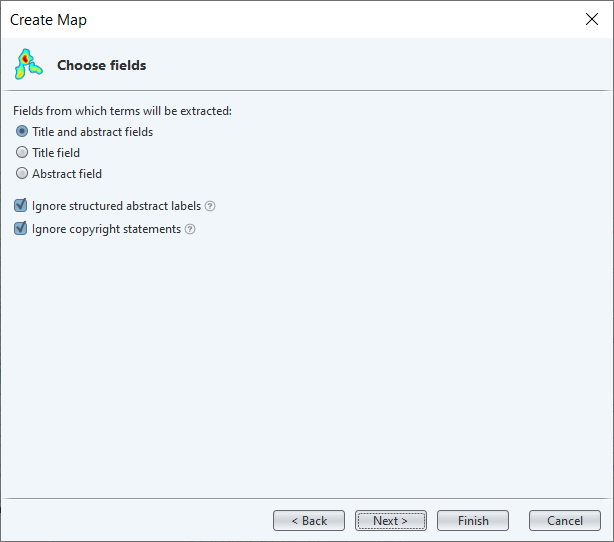 Create Map
Choose fields
Fields from which terms will be extracted:
Title and abstract fields
Title field
Abstract field
Ignore structured abstract labels ?
Ignore copyright statements ?
< Back Next > Finish Cancel